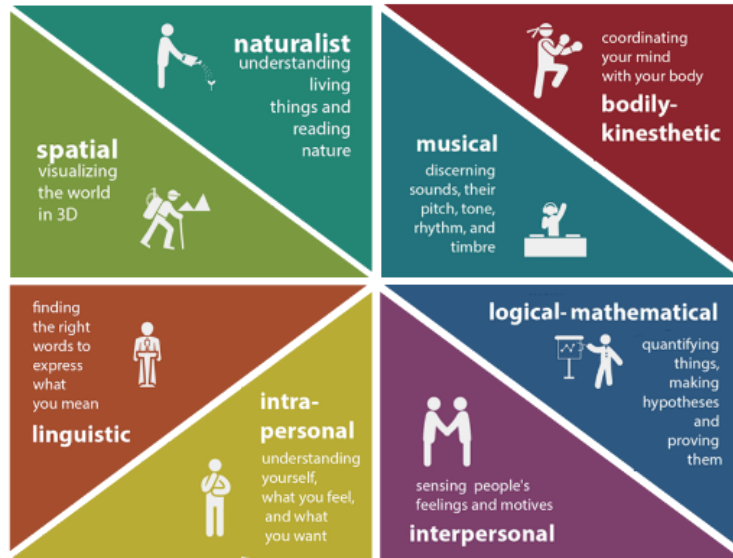 naturalist
understanding
living
things and
reading
nature
spatial
visualizing
the world
in 3D
coordinating
your mind
with your body
bodily-
kinesthetic
musical
discerning
sounds, their
pitch, tone,
rhythm, and
timbre
finding
the right
words to
express
what
you mean
linguistic
intra-
personal
understanding
yourself,
what you feel,
and what
you want
logical-mathematical
quantifying
things,
making
hypotheses
and
proving
them
sensing people's
feelings and motives
interpersonal